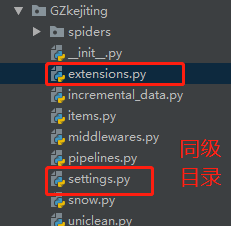 GZkejiting
spiders
__init__.py
extensions.py
incremental_data.py
items.py
middlewares.py
pipelines.py
settings.py
snow.py
uniclean.py
同级
目录